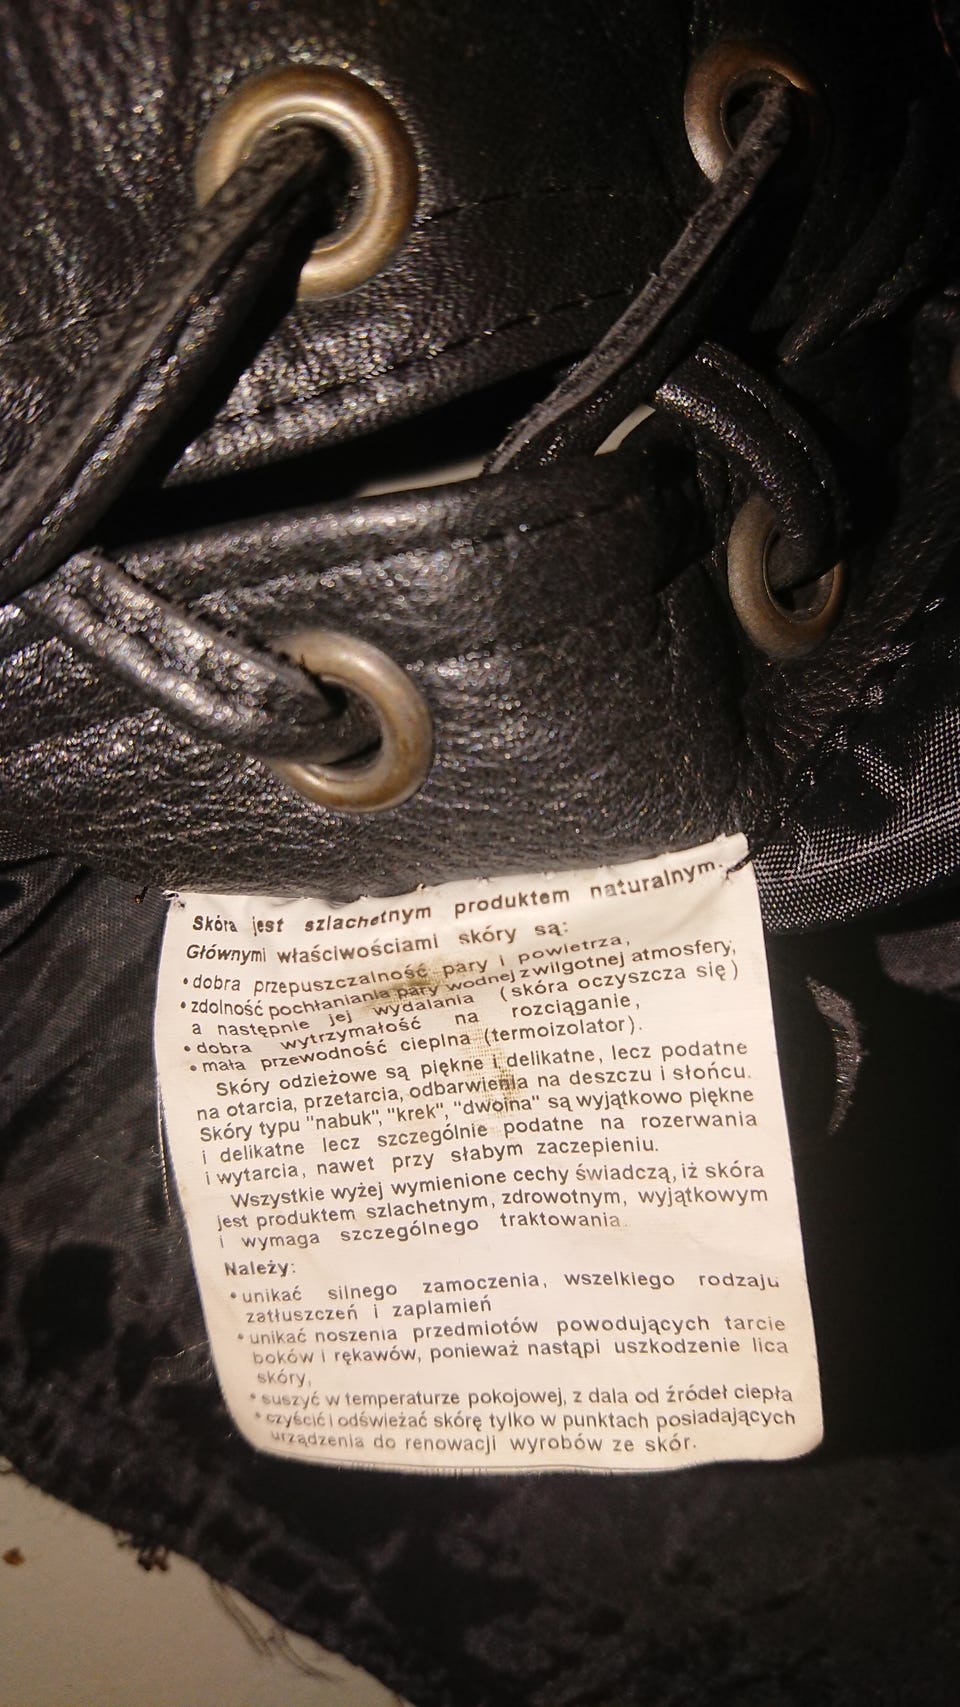 Skóra jest szlachetnym produktem naturalnym.
Głównymi właściwościami skóry są:
•dobra przepuszczalność pary i powietrza,
•zdolność pochłaniania pary wodnej z wilgotnej atmosfery,
a następnie jej wydalania (skóra oczyszcza się)
•dobra wytrzymałość na rozciąganie,
•mała przewodność cieplna (termoizolator).
Skóry odzieżowe są piękne i delikatne, lecz podatne
na otarcia, przetarcia, odbarwienia na deszczu i słońcu.
Skóry typu "nabuk", "krek", "dwoina" są wyjątkowo piękne
i delikatne lecz szczególnie podatne na rozerwania
i wytarcia, nawet przy słabym zaczepieniu.
Wszystkie wyżej wymienione cechy świadczą, iż skóra
jest produktem szlachetnym, zdrowotnym, wyjątkowym
i wymaga szczególnego traktowania.
Należy:
•unikać silnego zamoczenia, wszelkiego rodzaju
zatłuszczeń i zaplamień
•unikać noszenia przedmiotów powodujących tarcie
boków i rękawów, ponieważ nastąpi uszkodzenie lica
skóry,
•suszyć w temperaturze pokojowej, z dala od źródeł ciepła
•czyścić i odświeżać skórę tylko w punktach posiadających
urządzenia do renowacji wyrobów ze skór.